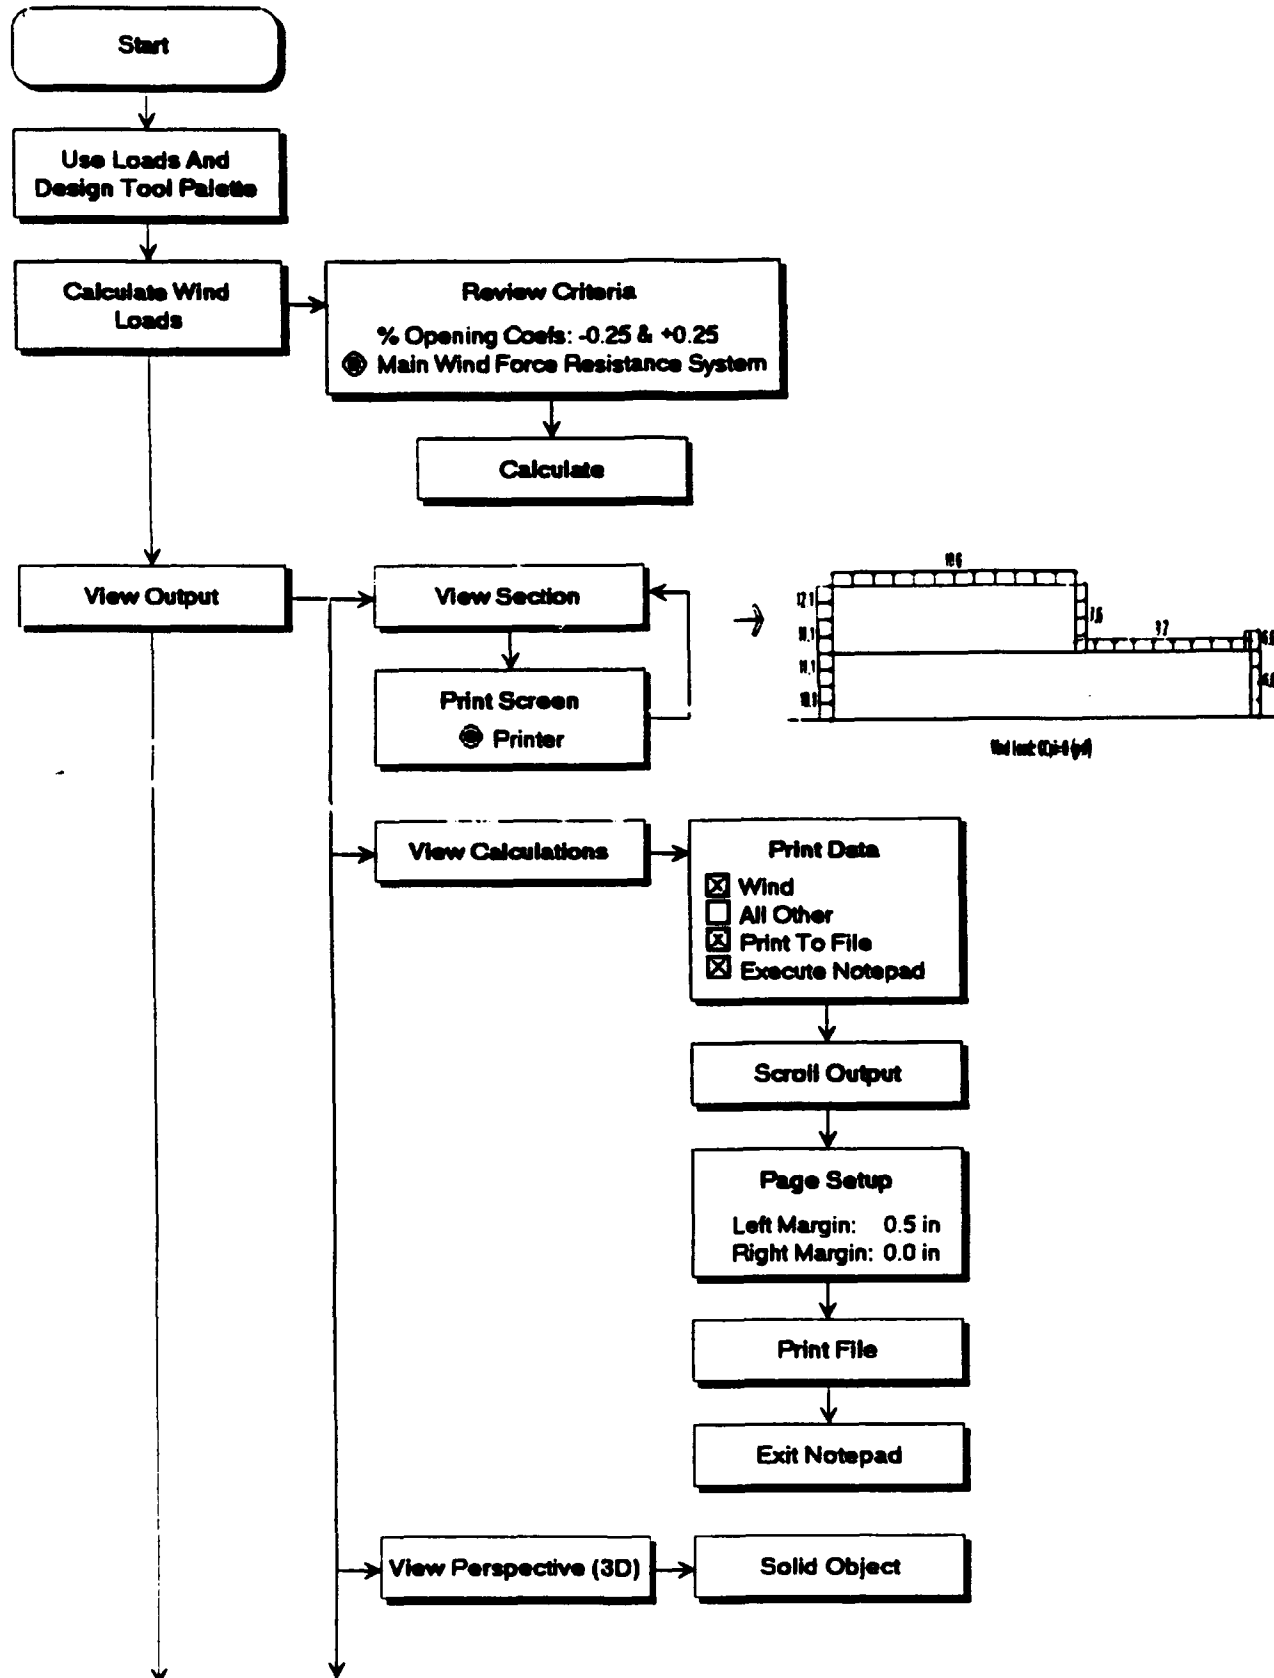 Start
Use Loads And
Design Tool Palette
Calculate Wind
Loads
Review Criteria
% Opening Coefs: -0.25 & +0.25
Main Wind Force Resistance System
Calculate
View Output
View Section
Print Screen
Printer
View Calculations
Print Data
Wind
All Other
Print To File
Execute Notepad
Scroll Output
Page Setup
Left Margin: 0.5 in
Right Margin: 0.0 in
Print File
Exit Notepad
View Perspective (3D)
Solid Object